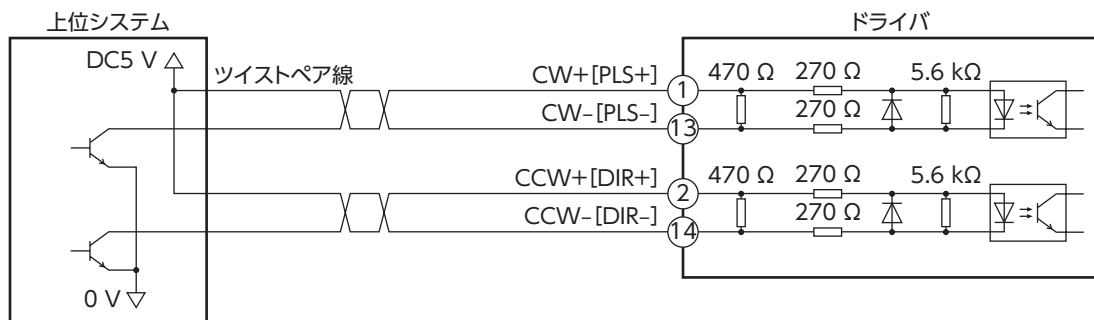 上位システム
ドライバ
DC5 V
ツイストペア線
CW+[PLS+]
1
470 Ω
270 Ω
5.6 kΩ
CW-[PLS-]
13
270 Ω
CCW+[DIR+]
2
470 Ω
270 Ω
5.6 kΩ
CCW-[DIR-]
14
270 Ω
0 V